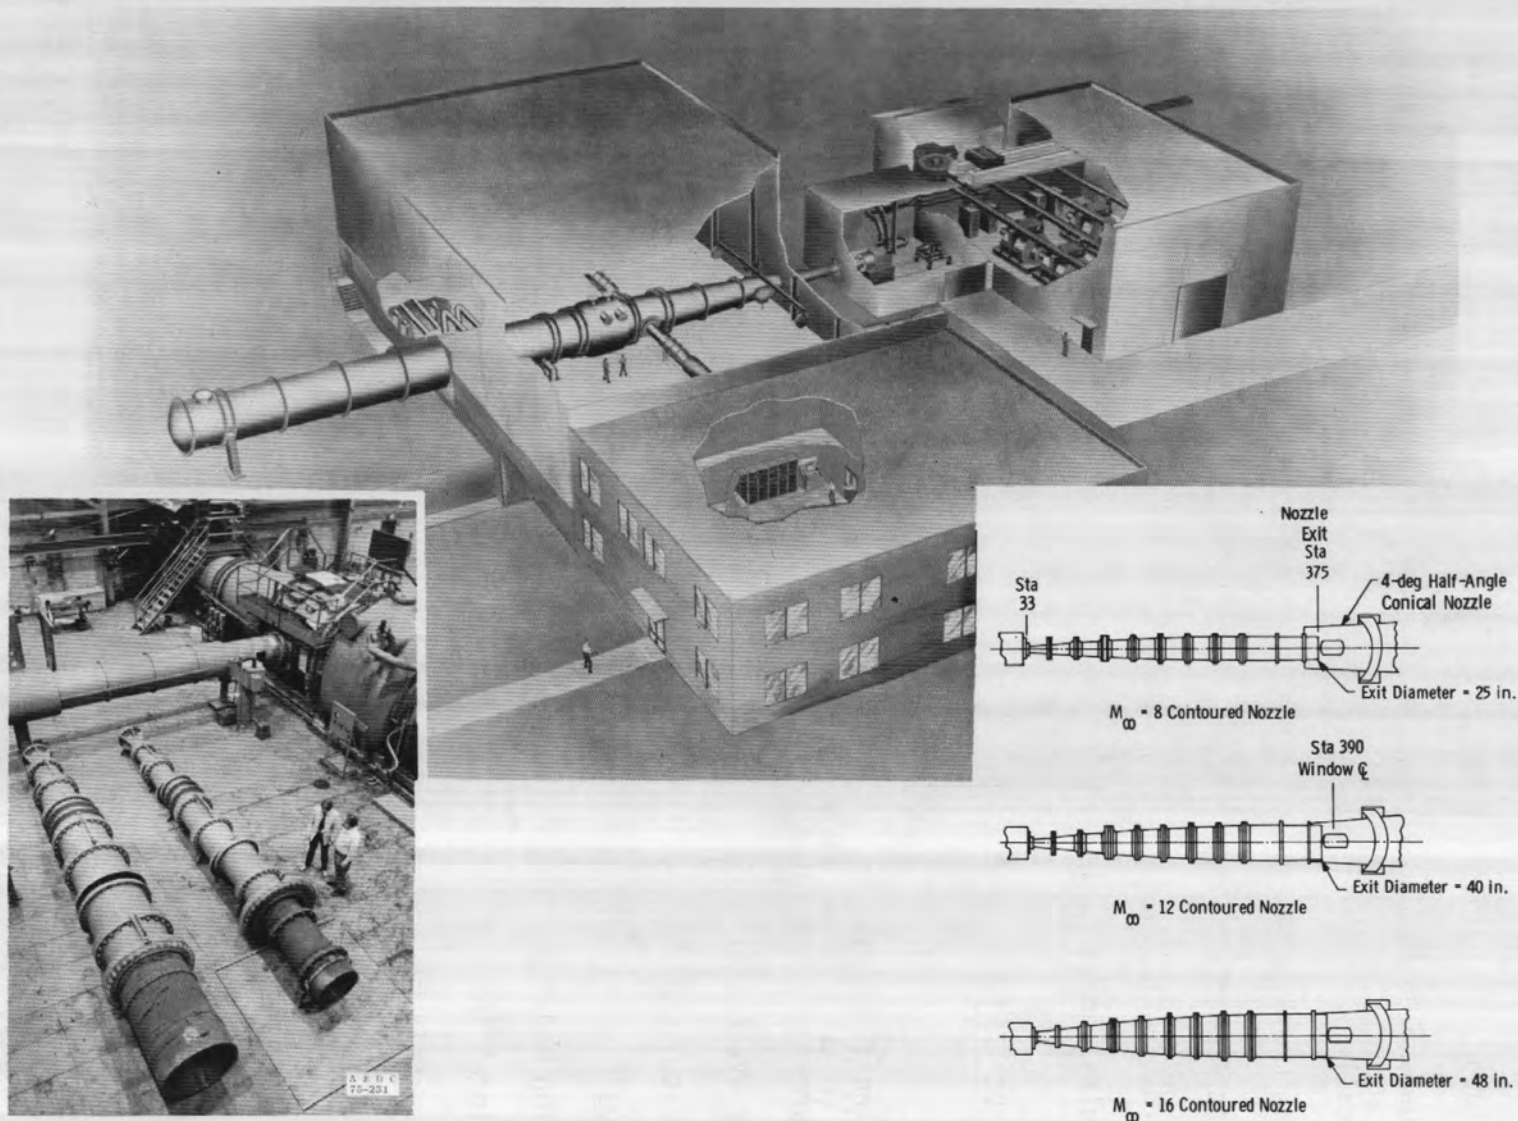 Nozzle
Exit
Sta
375
Sta
33
4-deg Half-Angle
Conical Nozzle
Exit Diameter = 25 in.
M∞ = 8 Contoured Nozzle
Sta 390
Window ℄
Exit Diameter = 40 in.
M∞ = 12 Contoured Nozzle
Exit Diameter = 48 in.
M∞ = 16 Contoured Nozzle
A E D C
75-231